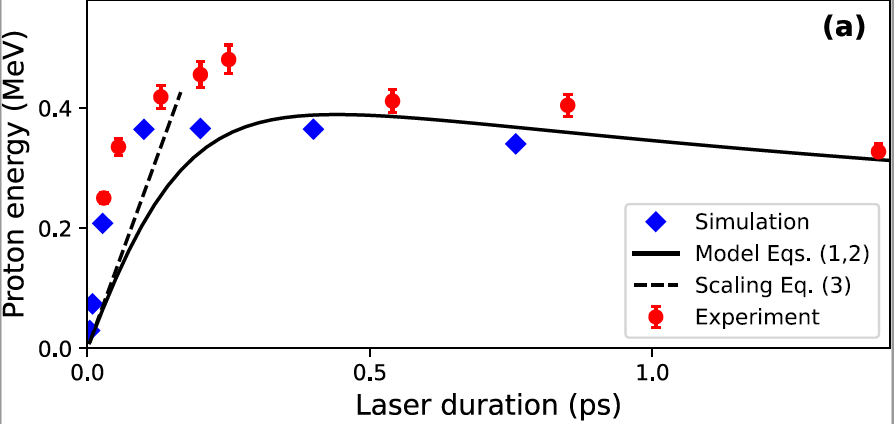 (a)
Proton energy (MeV)
0.4
0.2
0.0
0.0
0.5
1.0
Laser duration (ps)
Simulation
Model Eqs. (1,2)
Scaling Eq. (3)
Experiment